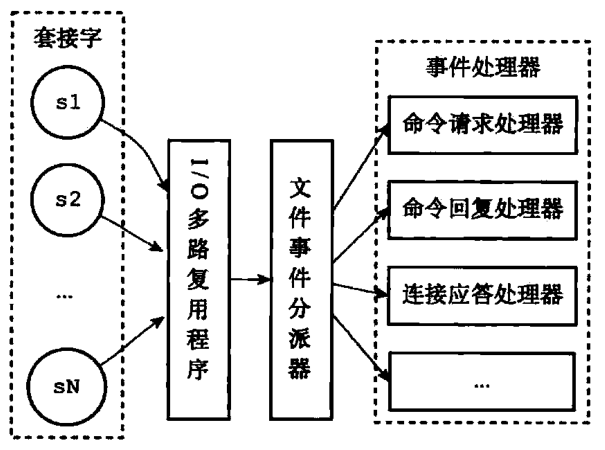 套接字
s1
s2
...
sN
I/O多路复用程序
文件事件分派器
事件处理器
命令请求处理器
命令回复处理器
连接应答处理器
...